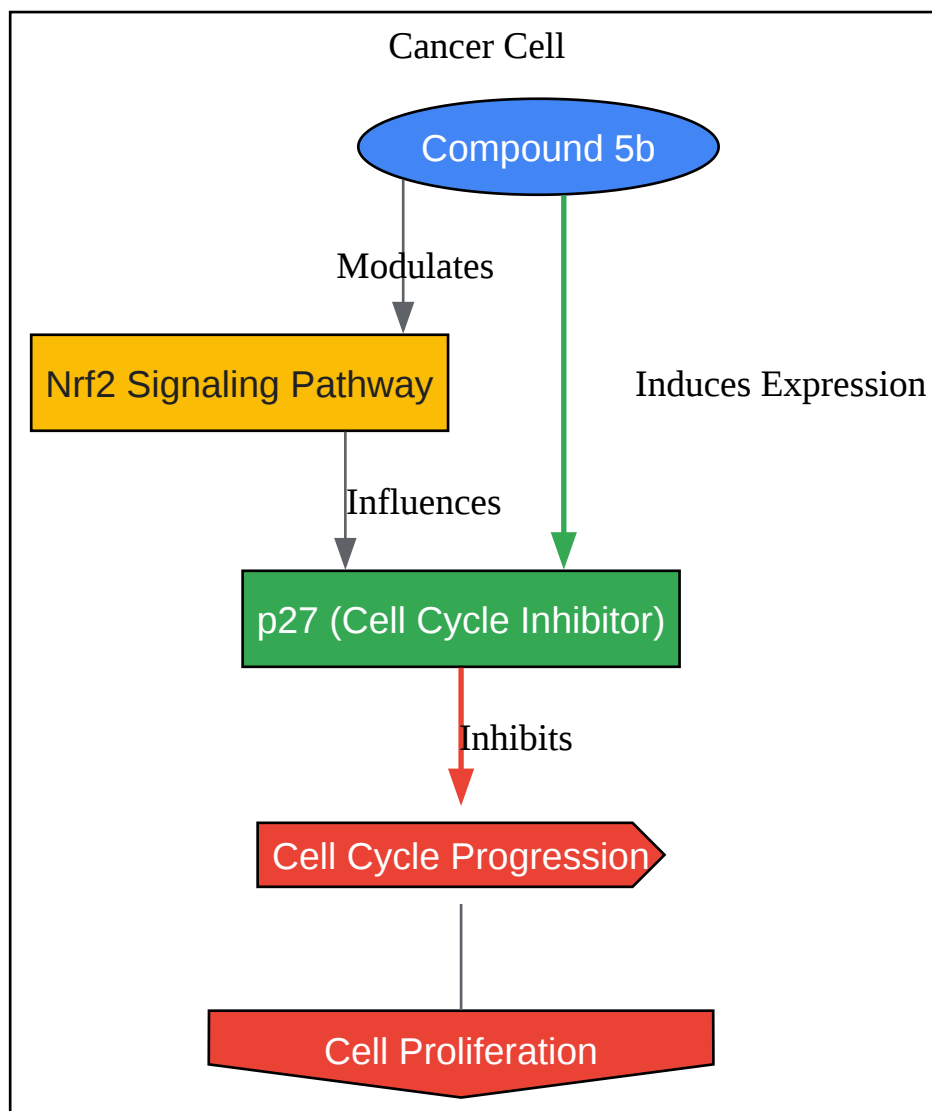 Cancer Cell
Compound 5b
Modulates
Nrf2 Signaling Pathway
Induces Expression
Influences
p27 (Cell Cycle Inhibitor)
Inhibits
Cell Cycle Progression
Cell Proliferation